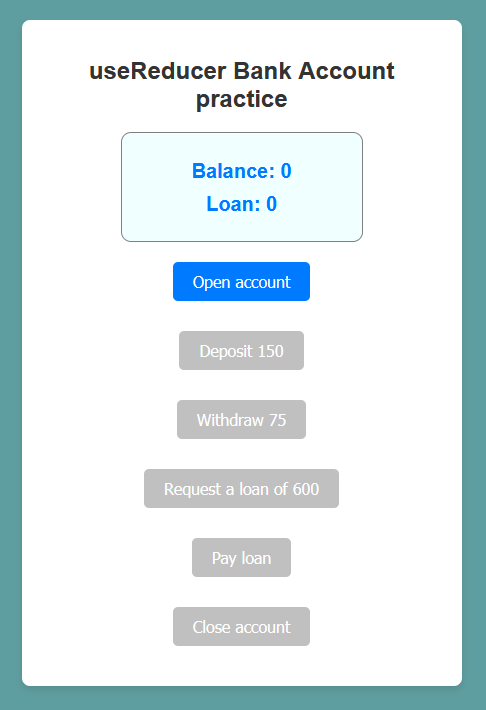 useReducer Bank Account
practice
Balance: 0
Loan: 0
Open account
Deposit 150
Withdraw 75
Request a loan of 600
Pay loan
Close account